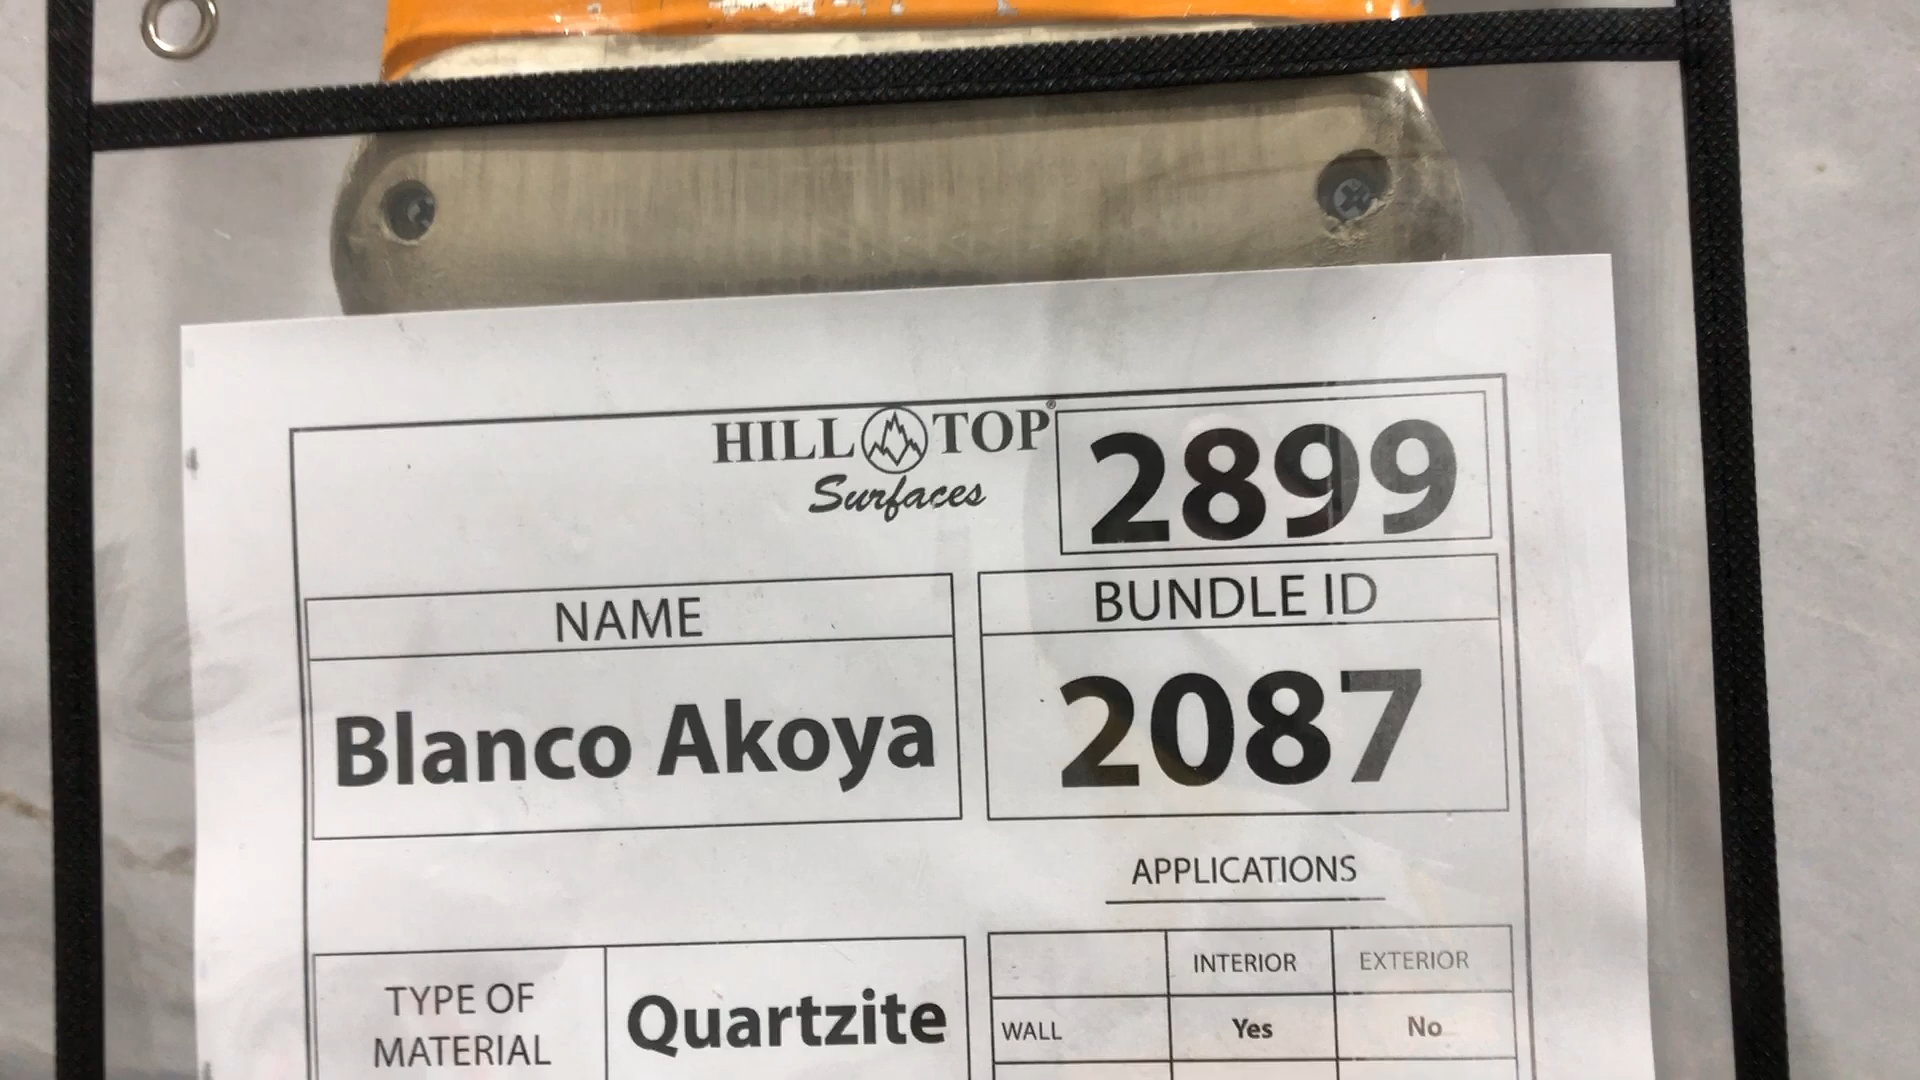 HILL TOP®
Surfaces
2899
NAME
BUNDLE ID
Blanco Akoya
2087
APPLICATIONS
TYPE OF
MATERIAL
Quartzite
INTERIOR EXTERIOR
WALL Yes No